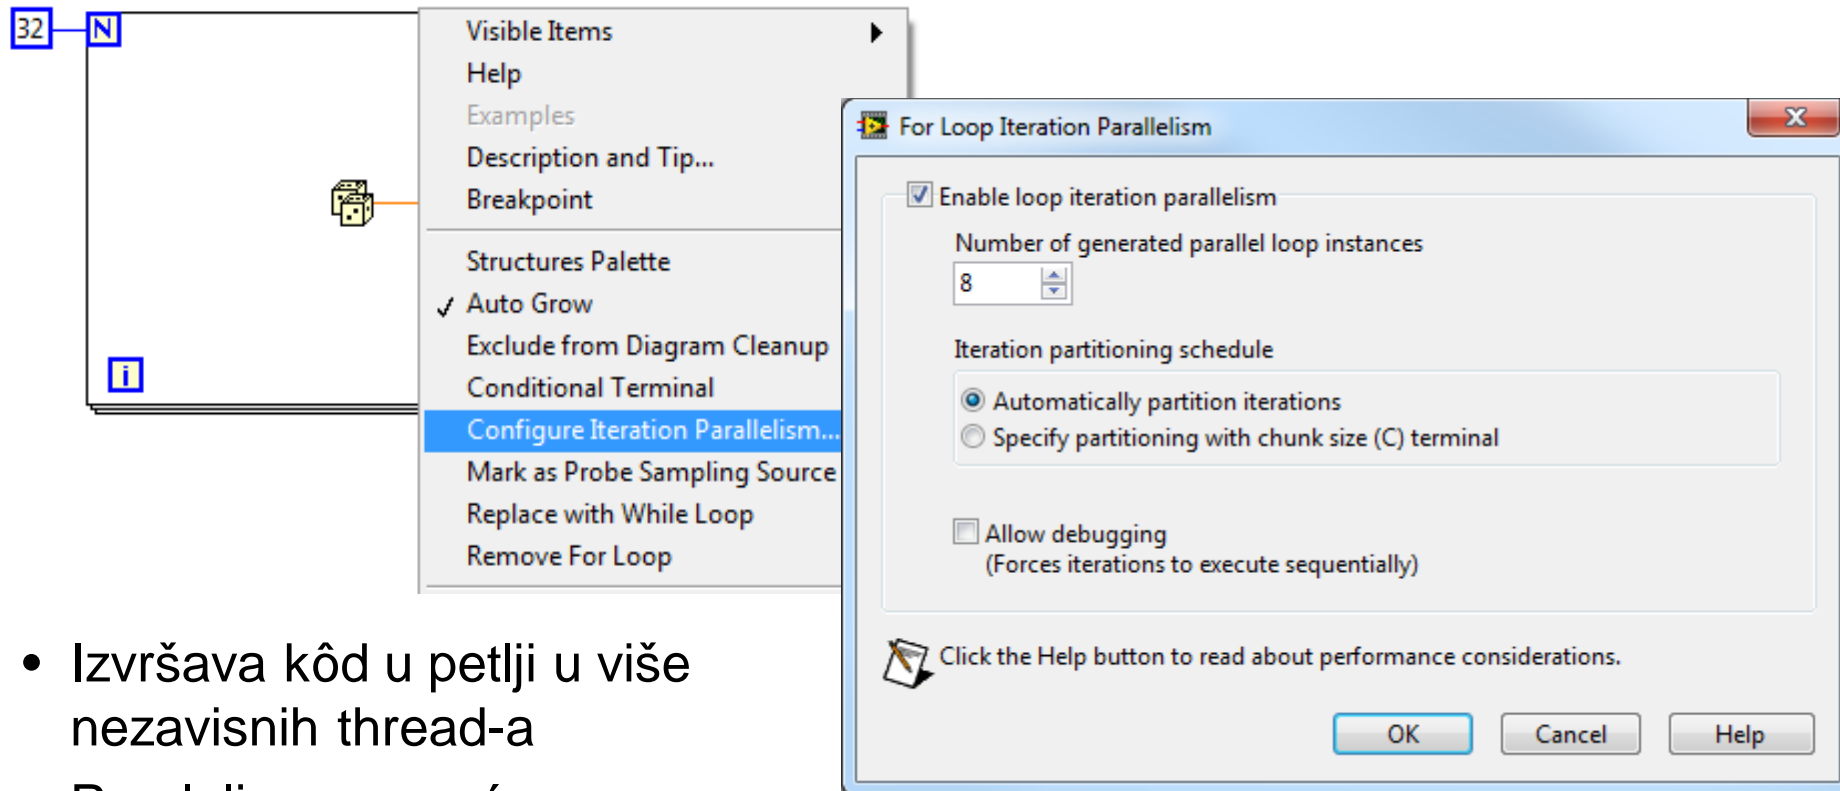 32
N
i
Visible Items
Help
Examples
Description and Tip...
Breakpoint
Structures Palette
Auto Grow
Exclude from Diagram Cleanup
Conditional Terminal
Configure Iteration Parallelism...
Mark as Probe Sampling Source
Replace with While Loop
Remove For Loop
For Loop Iteration Parallelism
Enable loop iteration parallelism
Number of generated parallel loop instances
8
Iteration partitioning schedule
Automatically partition iterations
Specify partitioning with chunk size (C) terminal
Allow debugging
(Forces iterations to execute sequentially)
Click the Help button to read about performance considerations.
OK
Cancel
Help
• Izvršava kôd u petlji u više
nezavisnih thread-a